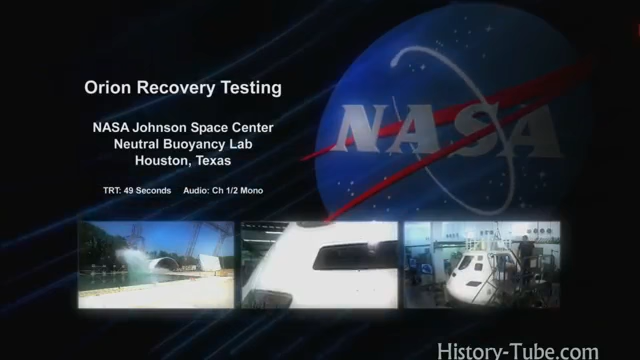 Orion Recovery Testing
NASA Johnson Space Center
Neutral Buoyancy Lab
Houston, Texas
TRT: 49 Seconds Audio: Ch 1/2 Mono
NASA
History-Tube.com